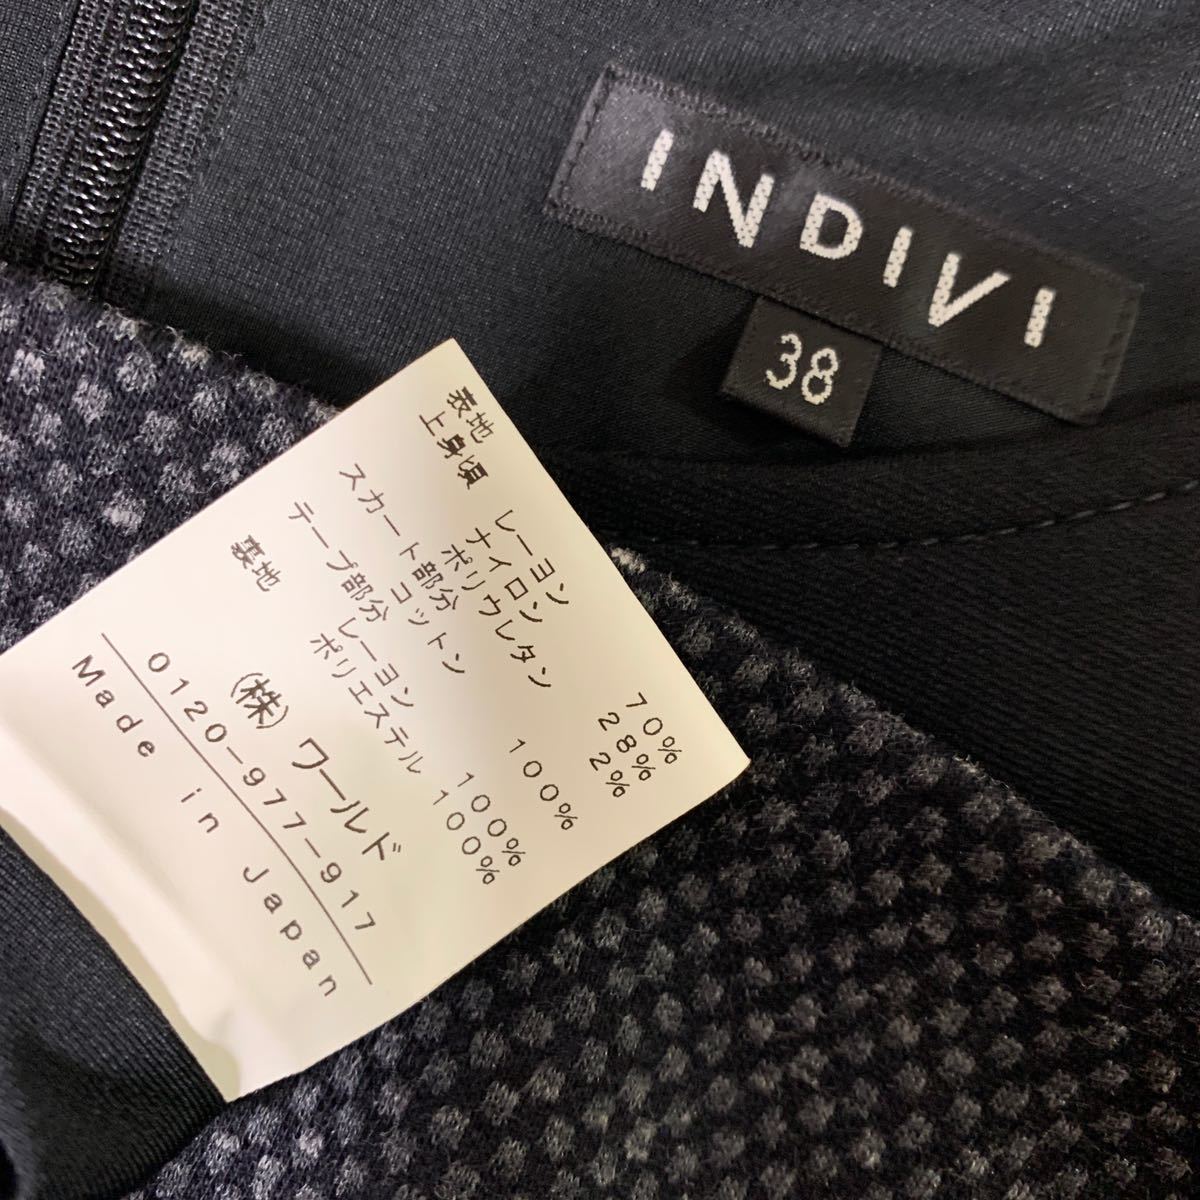 INDIVI
38
表地
上身頃
レーヨン 70%
ナイロン 28%
ポリウレタン 2%
スカート部分
コットン 100%
テープ部分
レーヨン 100%
裏地
ポリエステル 100%
(株) ワールド
0120-977-917
Made in Japan